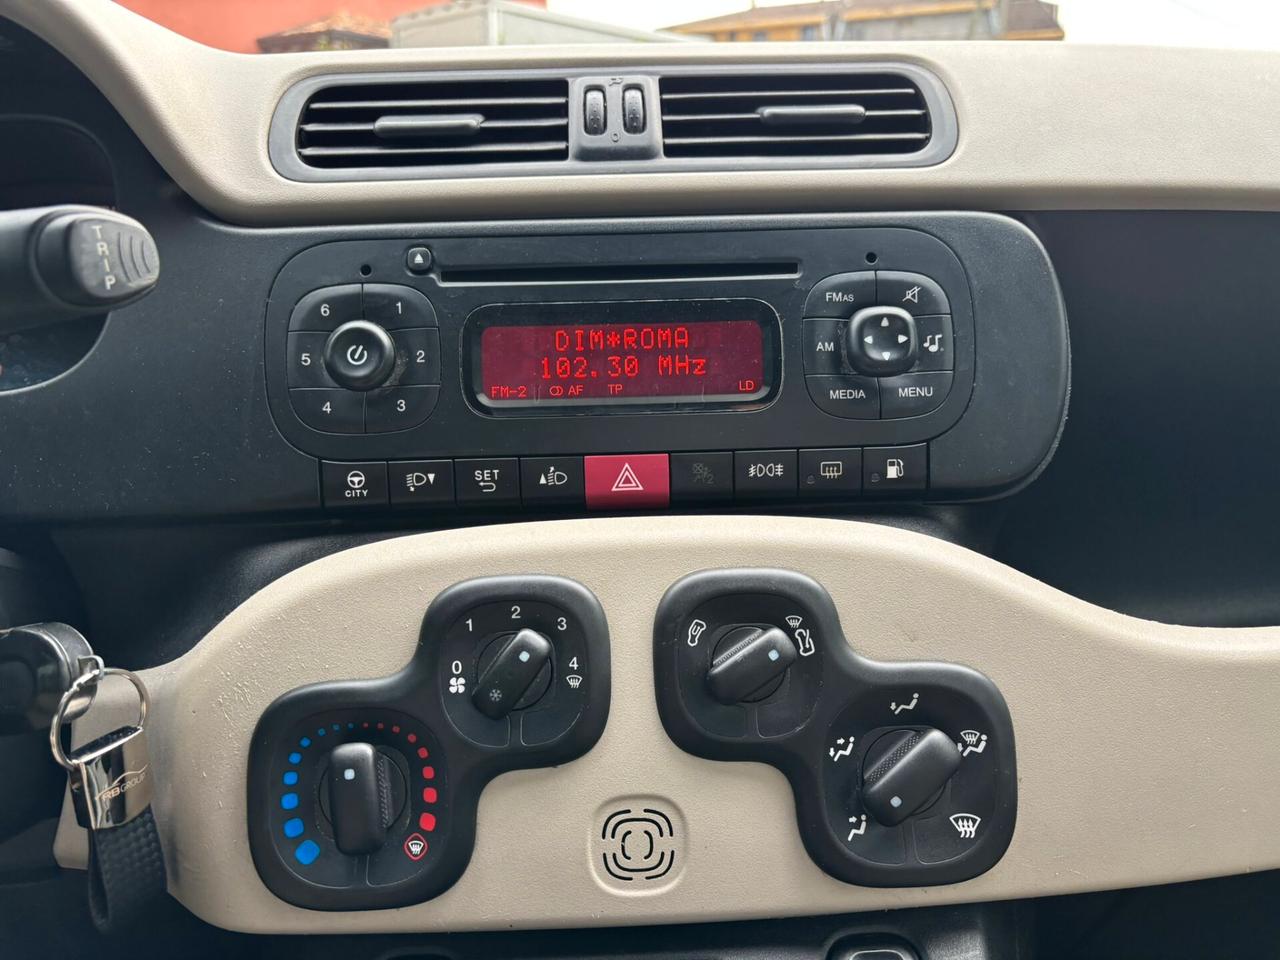 TRIP
6
1
5
2
4
3
DIM*ROMA
102.30 MHz
FM-2
AF
TP
LD
FMAS
AM
MEDIA
MENU
CITY
SET
0
1
2
3
4